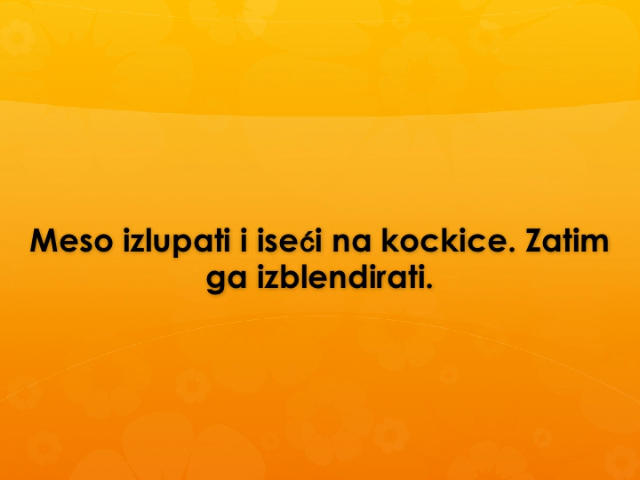 Meso izlupati i iseći na kockice. Zatim
ga izblendirati.